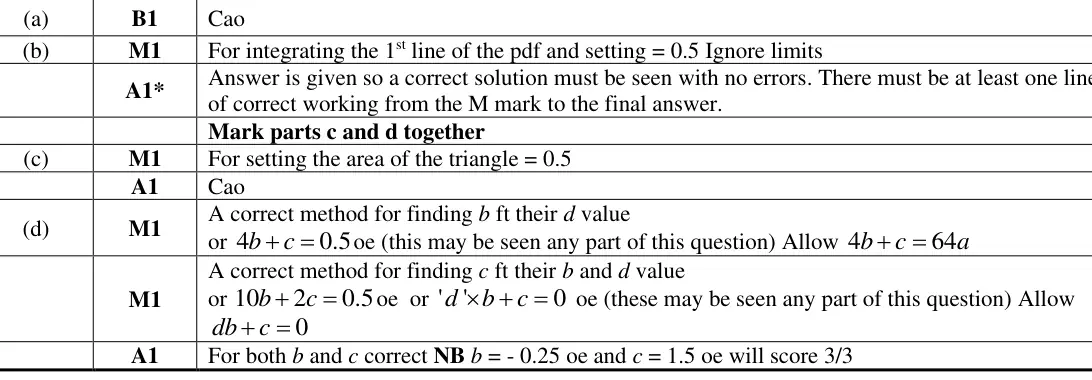 (a) B1 Cao
(b) M1 For integrating the 1st line of the pdf and setting = 0.5 Ignore limits
A1* Answer is given so a correct solution must be seen with no errors. There must be at least one line
of correct working from the M mark to the final answer.
Mark parts c and d together
(c) M1 For setting the area of the triangle = 0.5
A1 Cao
(d) M1 A correct method for finding b ft their d value
or 4b + c = 0.5 oe (this may be seen any part of this question) Allow 4b + c = 64a
M1 A correct method for finding c ft their b and d value
or 10b + 2c = 0.5 oe or 'd'×b + c = 0 oe (these may be seen any part of this question) Allow
db + c = 0
A1 For both b and c correct NB b = - 0.25 oe and c = 1.5 oe will score 3/3